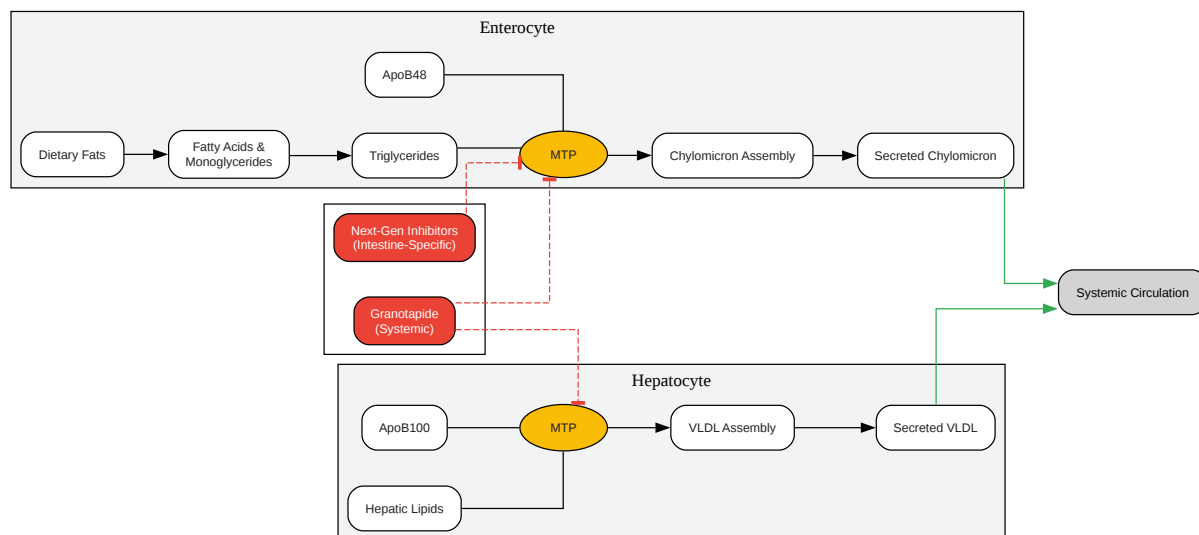 Enterocyte
ApoB48
Dietary Fats
Fatty Acids &
Monoglycerides
Triglycerides
MTP
Chylomicron Assembly
Secreted Chylomicron
Next-Gen Inhibitors
(Intestine-Specific)
Granotapide
(Systemic)
Systemic Circulation
Hepatocyte
ApoB100
MTP
VLDL Assembly
Secreted VLDL
Hepatic Lipids